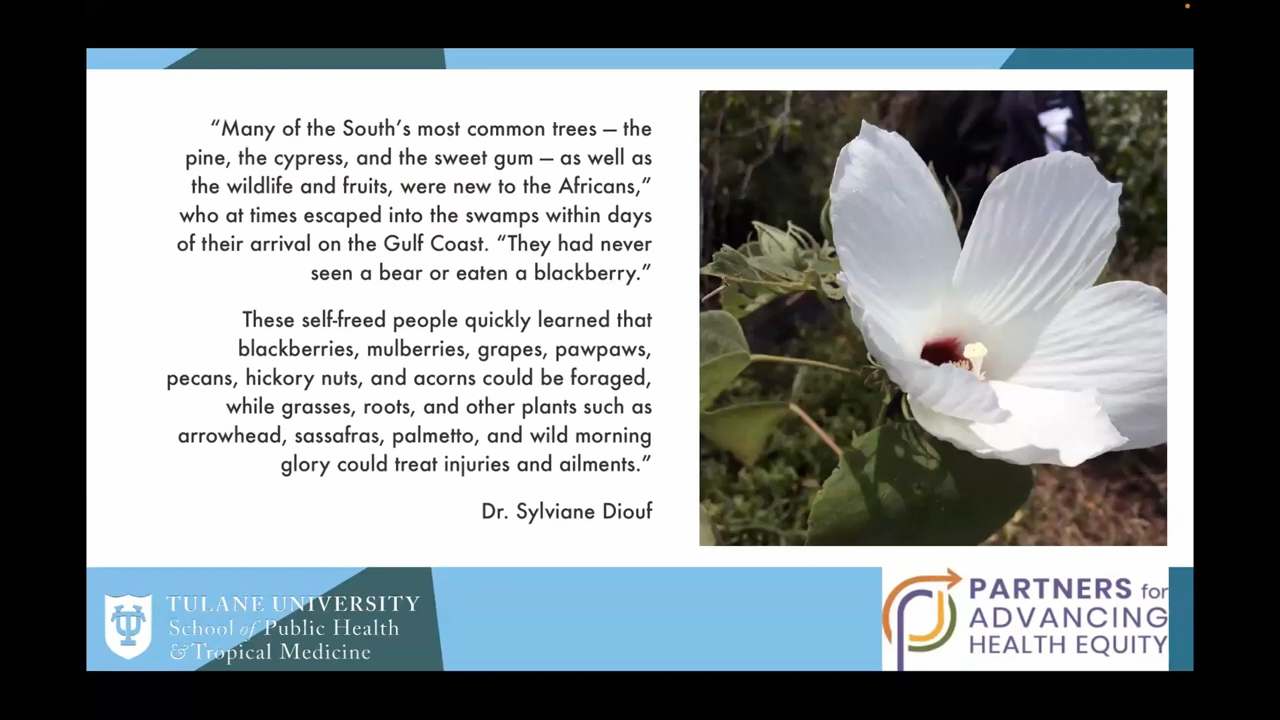 “Many of the South’s most common trees — the
pine, the cypress, and the sweet gum — as well as
the wildlife and fruits, were new to the Africans,”
who at times escaped into the swamps within days
of their arrival on the Gulf Coast. “They had never
seen a bear or eaten a blackberry.”
These self-freed people quickly learned that
blackberries, mulberries, grapes, pawpaws,
pecans, hickory nuts, and acorns could be foraged,
while grasses, roots, and other plants such as
arrowhead, sassafras, palmetto, and wild morning
glory could treat injuries and ailments.”
Dr. Sylviane Diouf
TULANE UNIVERSITY
School of Public Health
& Tropical Medicine
PARTNERS for
ADVANCING
HEALTH EQUITY